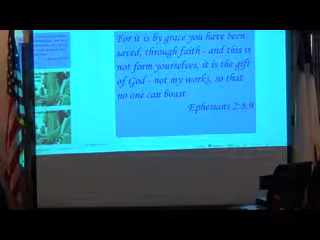 For it is by grace you have been
saved, through faith - and this is
not form yourselves, it is the gift
of God - not my works, so that
no one can boast
Ephesians 2:8,9